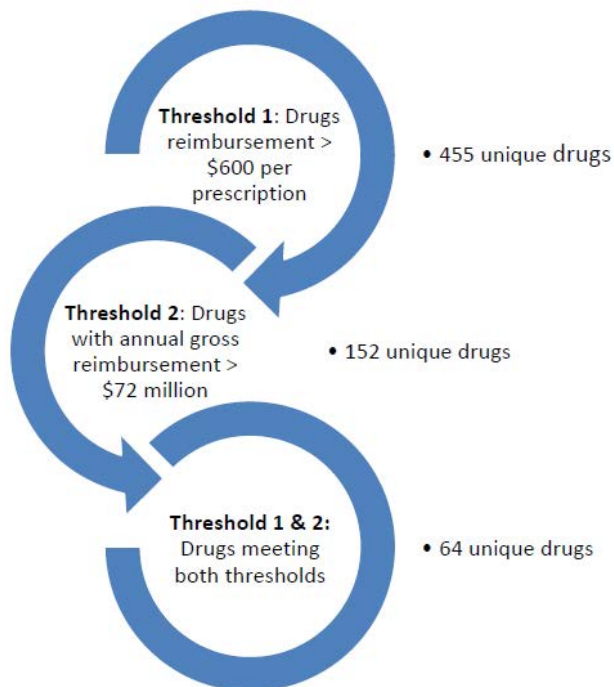 Threshold 1: Drugs
reimbursement >
$600 per
prescription
• 455 unique drugs
Threshold 2: Drugs
with annual gross
reimbursement >
$72 million
• 152 unique drugs
Threshold 1 & 2:
Drugs meeting
both thresholds
• 64 unique drugs